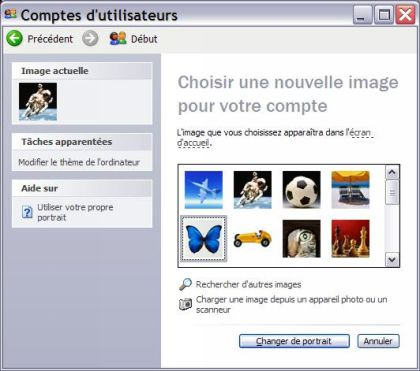 Comptes d'utilisateurs
Précédent
Début
Image actuelle
Tâches apparentées
Modifier le thème de l'ordinateur
Aide sur
Utiliser votre propre
portrait
Choisir une nouvelle image
pour votre compte
L'image que vous choisissez apparaîtra dans l'écran
d'accueil.
Rechercher d'autres images
Charger une image depuis un appareil photo ou un
scanneur
Changer de portrait
Annuler